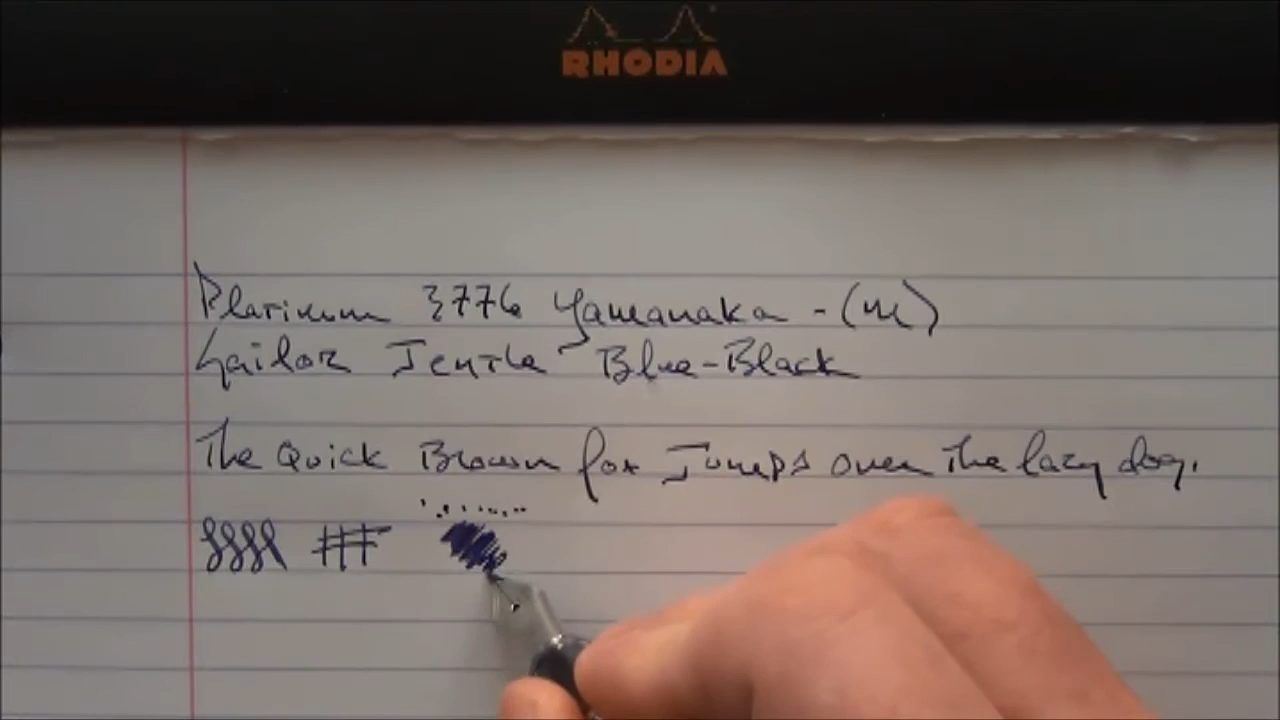 RHODIA
Platinum 3776 Yamanaka - (M)
Sailor Jentle Blue-Black
The Quick Brown fox Jumps over the lazy dog.